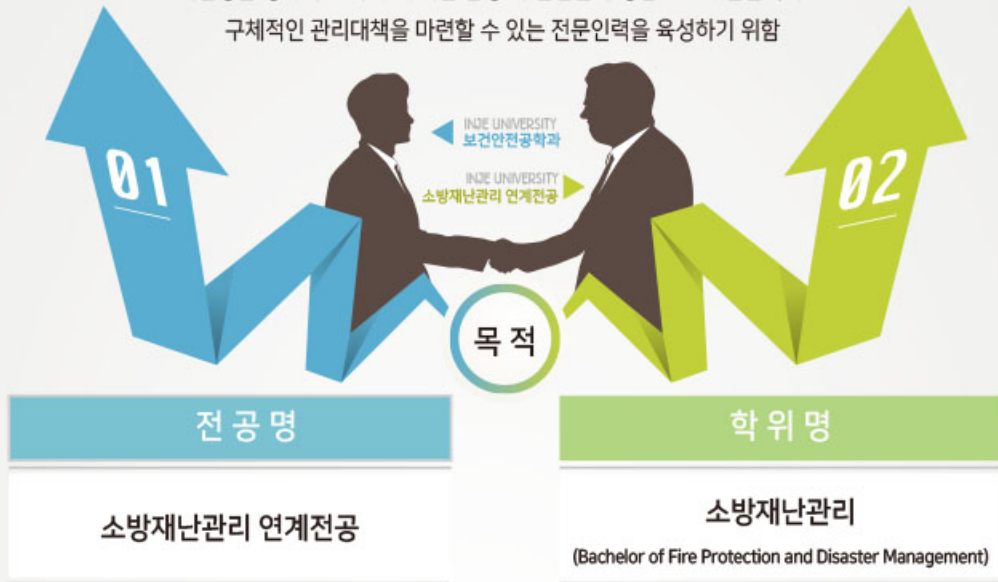 구체적인 관리대책을 마련할 수 있는 전문인력을 육성하기 위함
01
INJE UNIVERSITY
보건안전공학과
INJE UNIVERSITY
소방재난관리 연계전공
02
목 적
전 공 명
학 위 명
소방재난관리 연계전공
소방재난관리
(Bachelor of Fire Protection and Disaster Management)